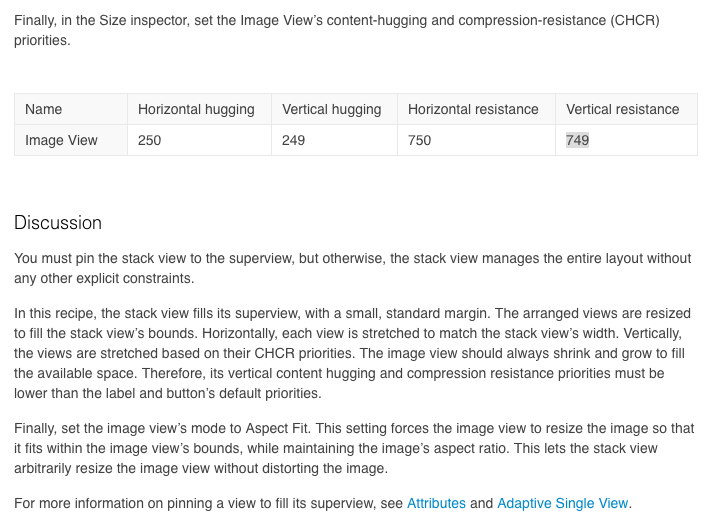 Finally, in the Size inspector, set the Image View’s content-hugging and compression-resistance (CHCR)
priorities.
Name Horizontal hugging Vertical hugging Horizontal resistance Vertical resistance
Image View 250 249 750 749
Discussion
You must pin the stack view to the superview, but otherwise, the stack view manages the entire layout without
any other explicit constraints.
In this recipe, the stack view fills its superview, with a small, standard margin. The arranged views are resized
to fill the stack view’s bounds. Horizontally, each view is stretched to match the stack view’s width. Vertically,
the views are stretched based on their CHCR priorities. The image view should always shrink and grow to fill
the available space. Therefore, its vertical content hugging and compression resistance priorities must be
lower than the label and button’s default priorities.
Finally, set the image view’s mode to Aspect Fit. This setting forces the image view to resize the image so that
it fits within the image view’s bounds, while maintaining the image’s aspect ratio. This lets the stack view
arbitrarily resize the image view without distorting the image.
For more information on pinning a view to fill its superview, see Attributes and Adaptive Single View.